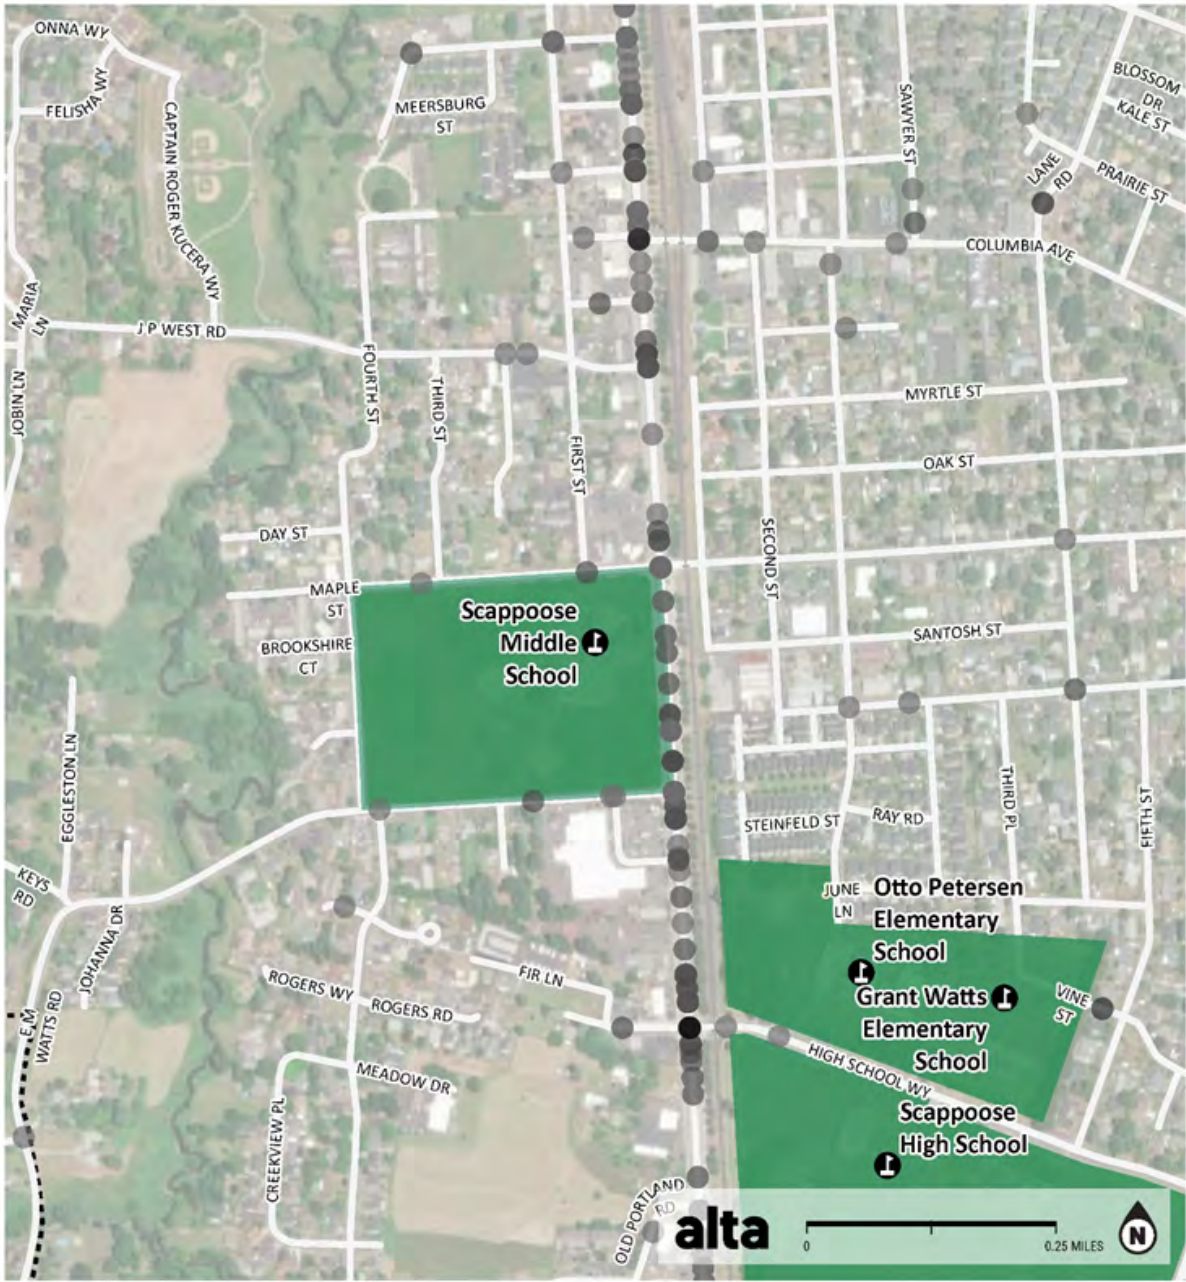 ONNA WY
FELISHA WY
CAPTAIN ROGER KUCERA WY
MEERSBURG
ST
SAWYER ST
BLOSSOM
DR
KALE ST
LANE
RD
PRAIRIE ST
COLUMBIA AVE
MARIA
LN
J P WEST RD
JOBIN LN
FOURTH ST
THIRD ST
FIRST ST
MYRTLE ST
OAK ST
DAY ST
SECOND ST
MAPLE
ST
BROOKSHIRE
CT
Scappoose
Middle
School
SANTOSH ST
EGGLESTON LN
THIRD PL
FIFTH ST
STEINFELD ST
RAY RD
KEYS
RD
JOHANNA DR
JUNE
LN
Otto Petersen
Elementary
School
Grant Watts
Elementary
School
VINE
ST
E M
WATTS RD
ROGERS WY
ROGERS RD
FIR LN
HIGH SCHOOL WY
MEADOW DR
CREEKVIEW PL
Scappoose
High School
OLD PORTLAND
RD
alta
0
0.25 MILES
N